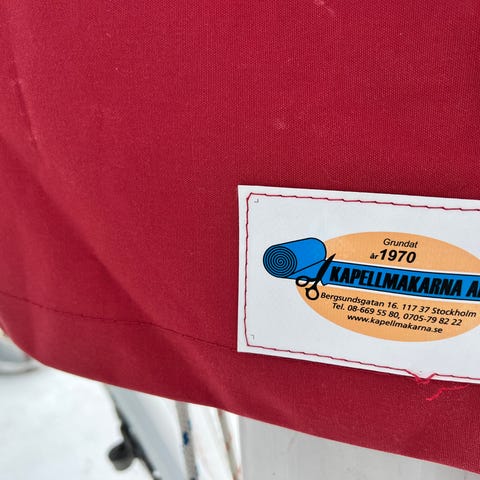 Grundat
år 1970
KAPELLMAKARNA
Bergsundsgatan 16. 117 37 Stockholm
Tel. 08-669 55 80, 0705-79 82 22
www.kapellmakarna.se